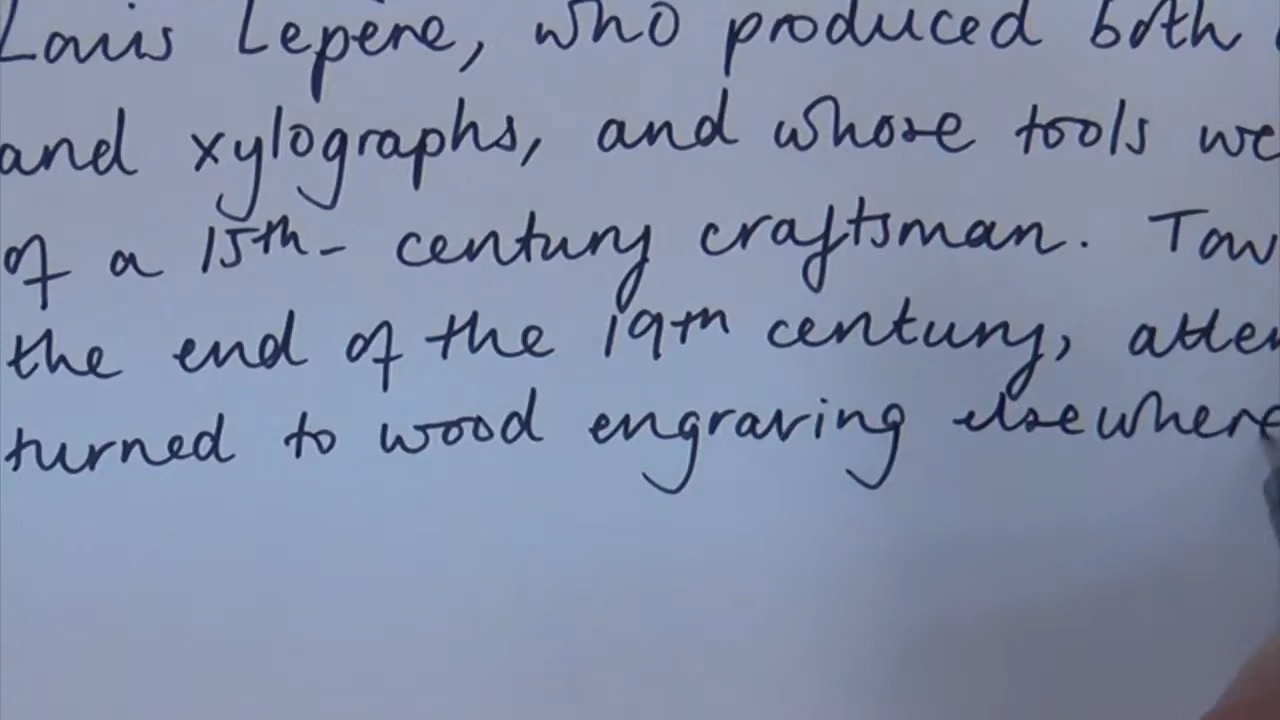 Louis Lepère, who produced both
and xylographs, and whose tools we
of a 15th-century craftsman. Tow
the end of the 19th century, atten
turned to wood engraving elsewhere